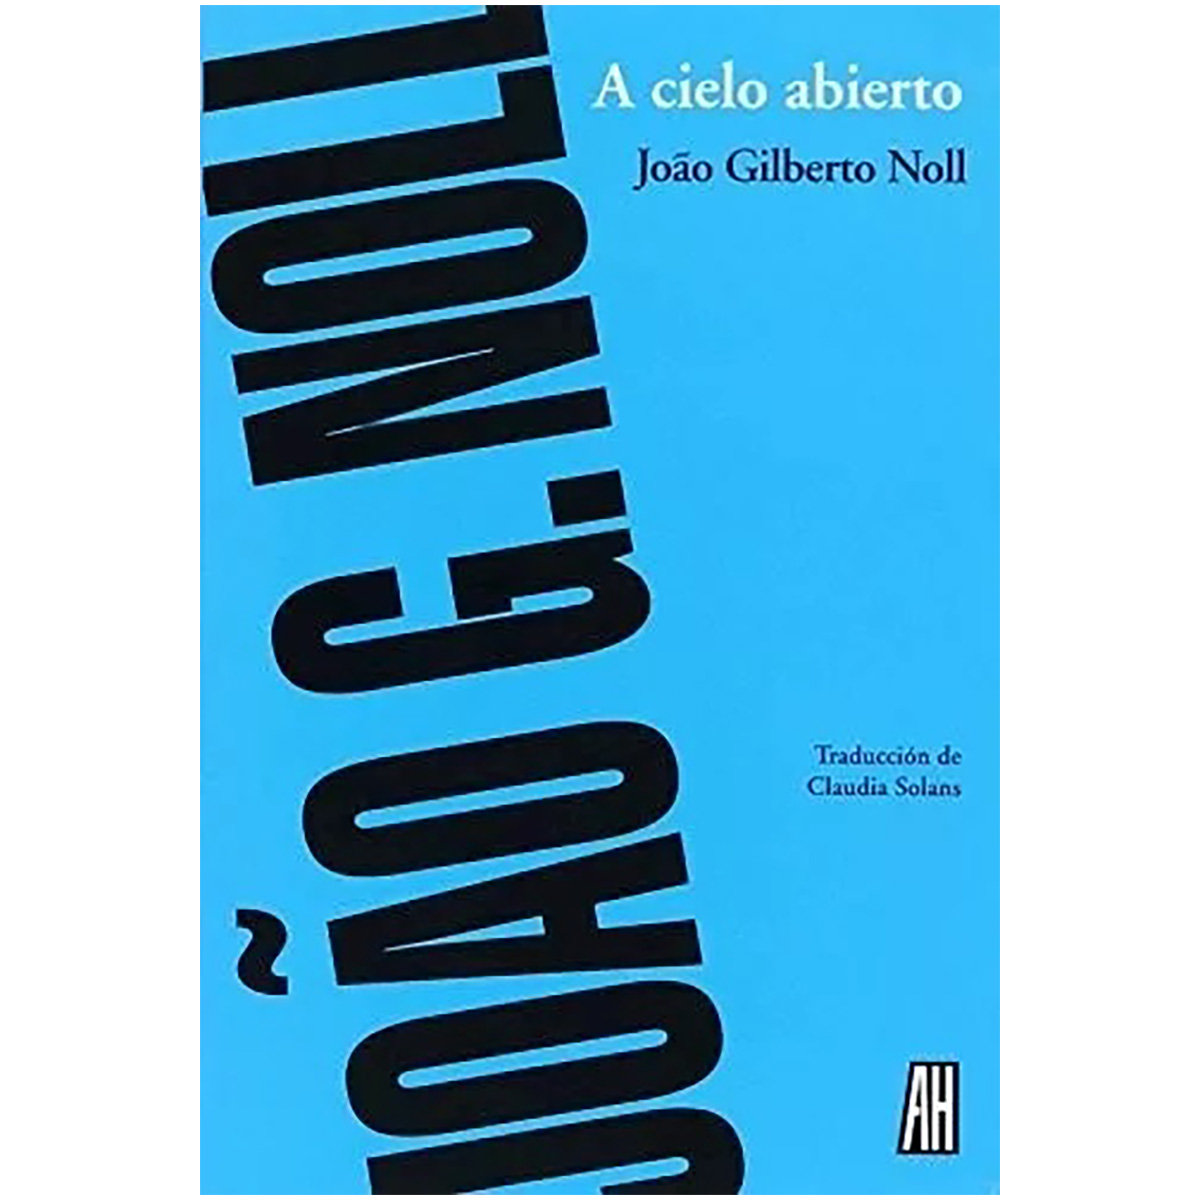 A cielo abierto
João Gilberto Noll
JOÃO G. NOLL
Traducción de
Claudia Solans
AH